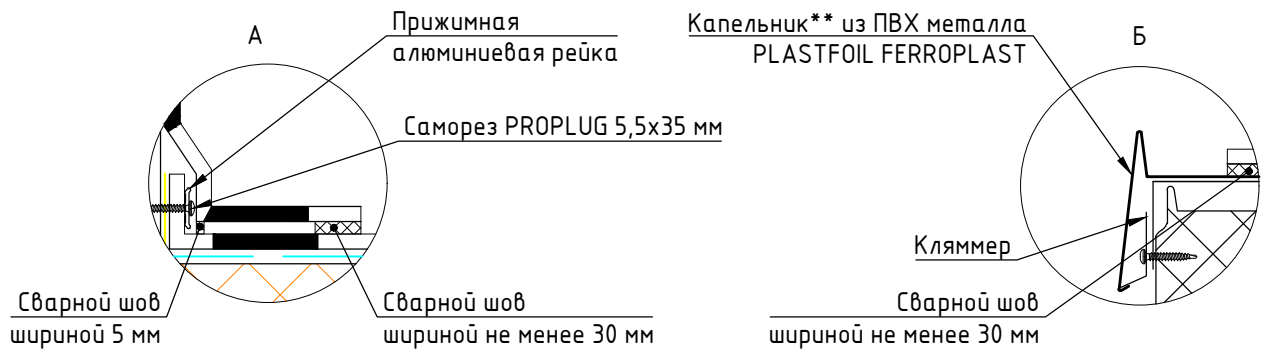 А
Прижимная
алюминиевая рейка
Саморез PROPLUG 5,5x35 мм
Сварной шов
шириной 5 мм
Сварной шов
шириной не менее 30 мм
Капельник** из ПВХ металла
PLASTFOIL FERROPLAST
Б
Кляммер
Сварной шов
шириной не менее 30 мм